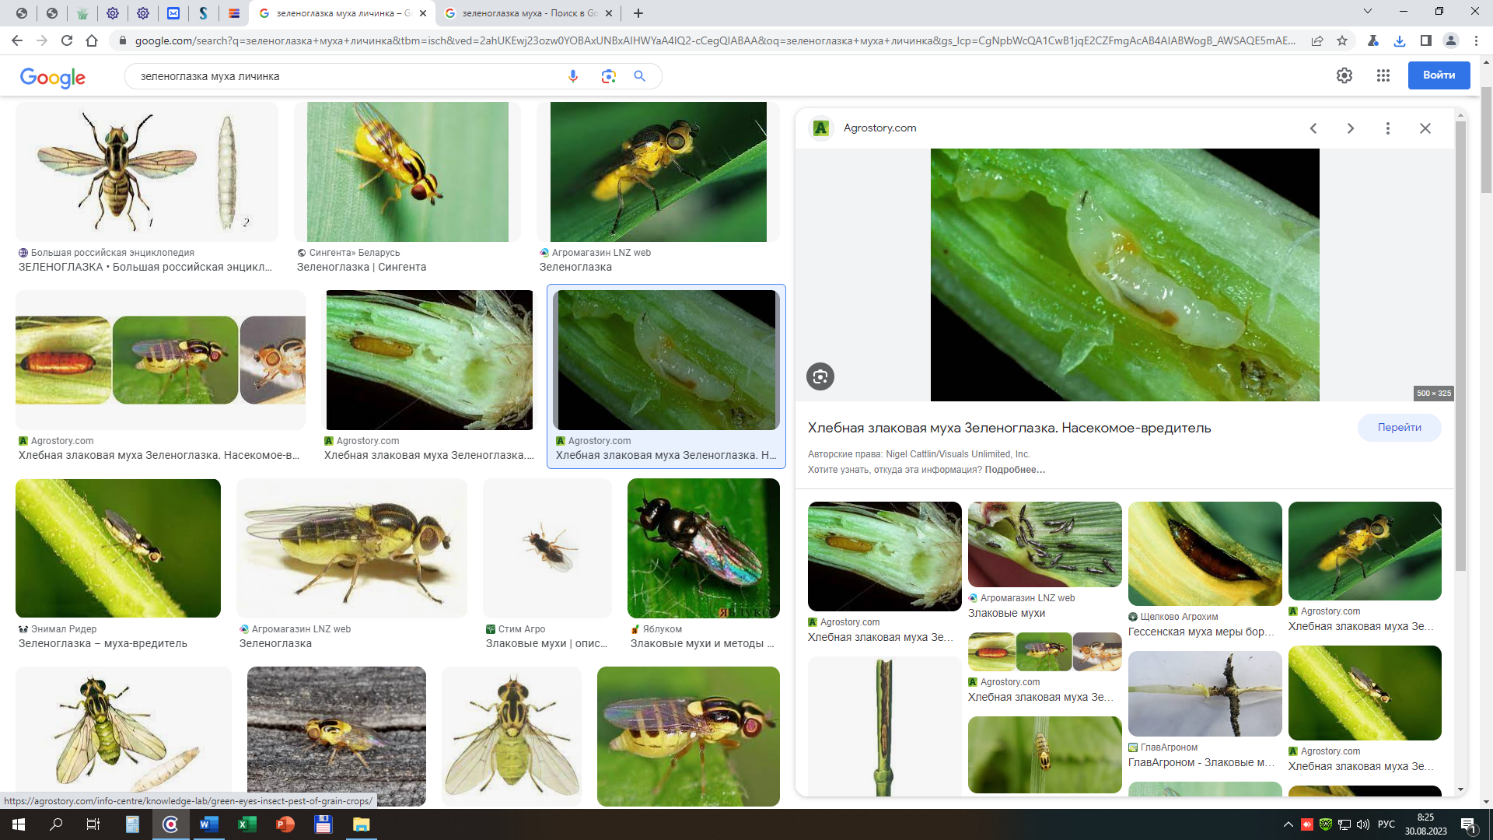 зеленоглазка муха личинка – G
зеленоглазка муха - Поиск в Go
google.com/search?q=зеленоглазка+муха+личинка&tbm=isch&ved=2ahUKEwj23ozw0YOBAxUNBxAIHWYaA4IQ2-cCegQIABAA&oq=зеленоглазка+муха+личинка&gs_lcp=CgNpbWcQA1CwB1jqE2CZFmgAcAB4AIABWogB_AWSAQE5mAE...
Google
зеленоглазка муха личинка
Войти
1
2
Большая российская энциклопедия
ЗЕЛЕНОГЛАЗКА • Большая российская энцикл...
Сингента» Беларусь
Зеленоглазка | Сингента
Агромагазин LNZ web
Зеленоглазка
Agrostory.com
Хлебная злаковая муха Зеленоглазка. Насекомое-в...
Agrostory.com
Хлебная злаковая муха Зеленоглазка....
Agrostory.com
Хлебная злаковая муха Зеленоглазка. Н...
Энимал Ридер
Зеленоглазка – муха-вредитель
Агромагазин LNZ web
Зеленоглазка
Стим Агро
Злаковые мухи | опис...
ЯБЛУКОМ
Яблуком
Злаковые мухи и методы ...
A Agrostory.com
500 × 325
Хлебная злаковая муха Зеленоглазка. Насекомое-вредитель
Перейти
Авторские права: Nigel Cattlin/Visuals Unlimited, Inc.
Хотите узнать, откуда эта информация? Подробнее...
Agrostory.com
Хлебная злаковая муха Зе...
Агромагазин LNZ web
Злаковые мухи
Agrostory.com
Хлебная злаковая муха Зе...
Щелково Агрохим
Гессенская муха меры бор...
ГлавАгроном
ГлавАгроном - Злаковые м...
Agrostory.com
Хлебная злаковая муха Зе...
Agrostory.com
Хлебная злаковая муха Зе...
https://agrostory.com/info-centre/knowledge-lab/green-eyes-insect-pest-of-grain-crops/
РУС
8:25
30.08.2023
1